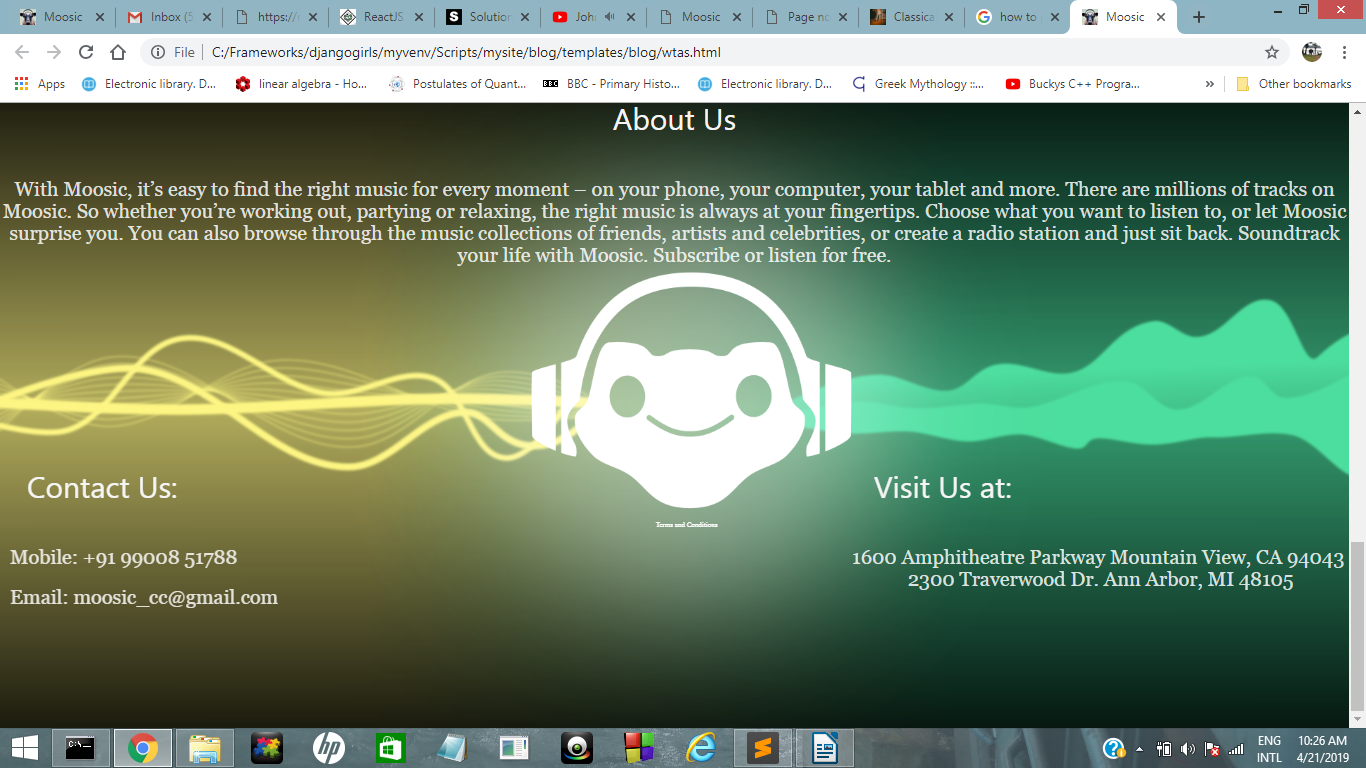 Moosic
Inbox (5
https://
ReactJS
Solution
Joh
Moosic
Page no
Classica
how to
Moosic
File
C:/Frameworks/djangogirls/myvenv/Scripts/mysite/blog/templates/blog/wtas.html
Apps
Electronic library. D...
linear algebra - Ho...
Postulates of Quant...
BBC
BBC - Primary Histo...
Electronic library. D...
Greek Mythology ::...
Buckys C++ Progra...
»
Other bookmarks
About Us
With Moosic, it’s easy to find the right music for every moment – on your phone, your computer, your tablet and more. There are millions of tracks on
Moosic. So whether you’re working out, partying or relaxing, the right music is always at your fingertips. Choose what you want to listen to, or let Moosic
surprise you. You can also browse through the music collections of friends, artists and celebrities, or create a radio station and just sit back. Soundtrack
your life with Moosic. Subscribe or listen for free.
Contact Us:
Visit Us at:
Terms and Conditions
Mobile: +91 99008 51788
1600 Amphitheatre Parkway Mountain View, CA 94043
2300 Traverwood Dr. Ann Arbor, MI 48105
Email: moosic_cc@gmail.com
C:\
hp
ENG
INTL
10:26 AM
4/21/2019